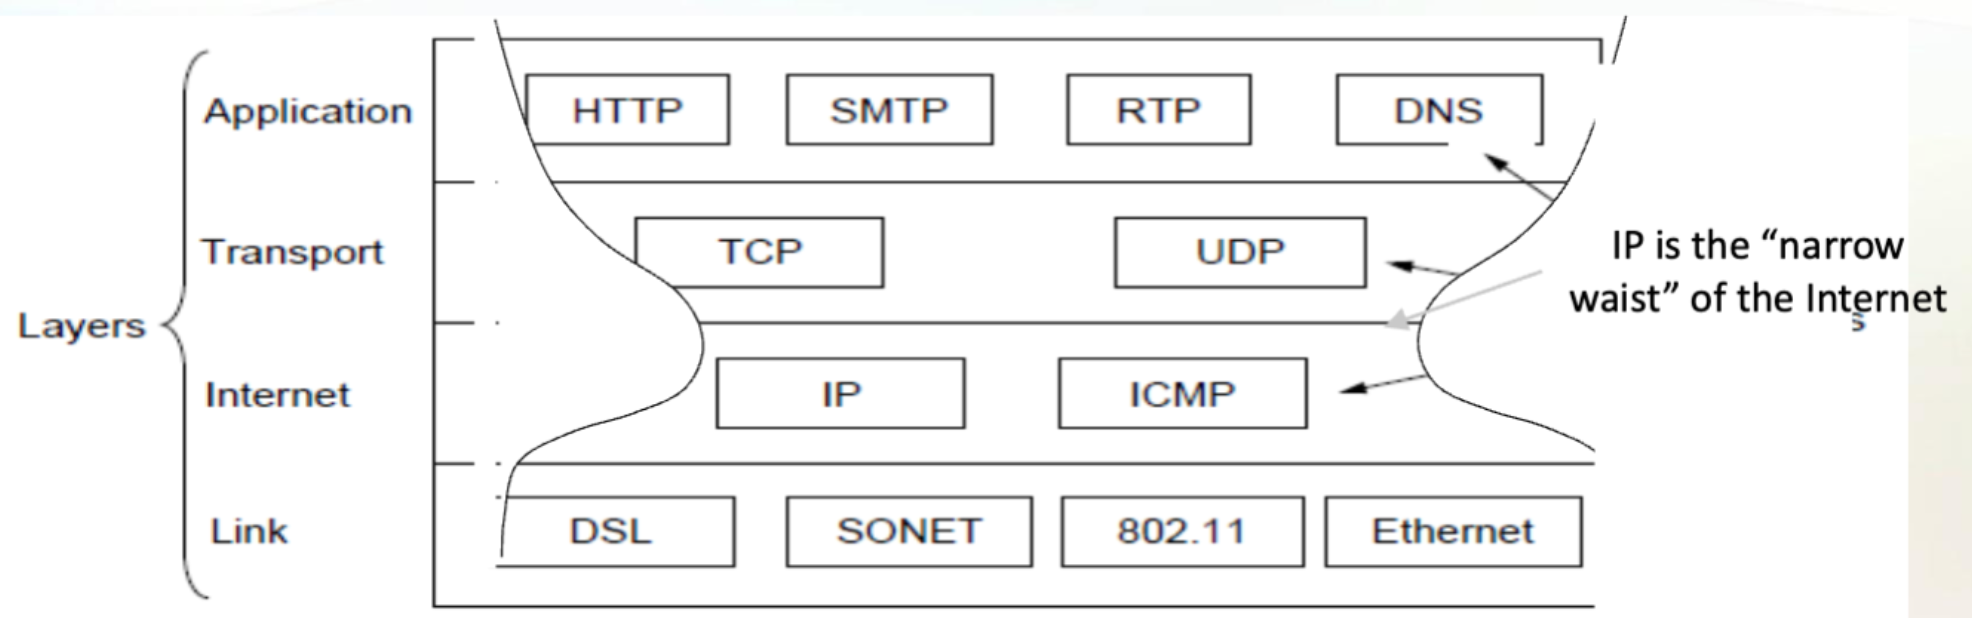 Application
HTTP
SMTP
RTP
DNS
Transport
TCP
UDP
IP is the “narrow
waist” of the Internet
s
Layers
Internet
IP
ICMP
Link
DSL
SONET
802.11
Ethernet